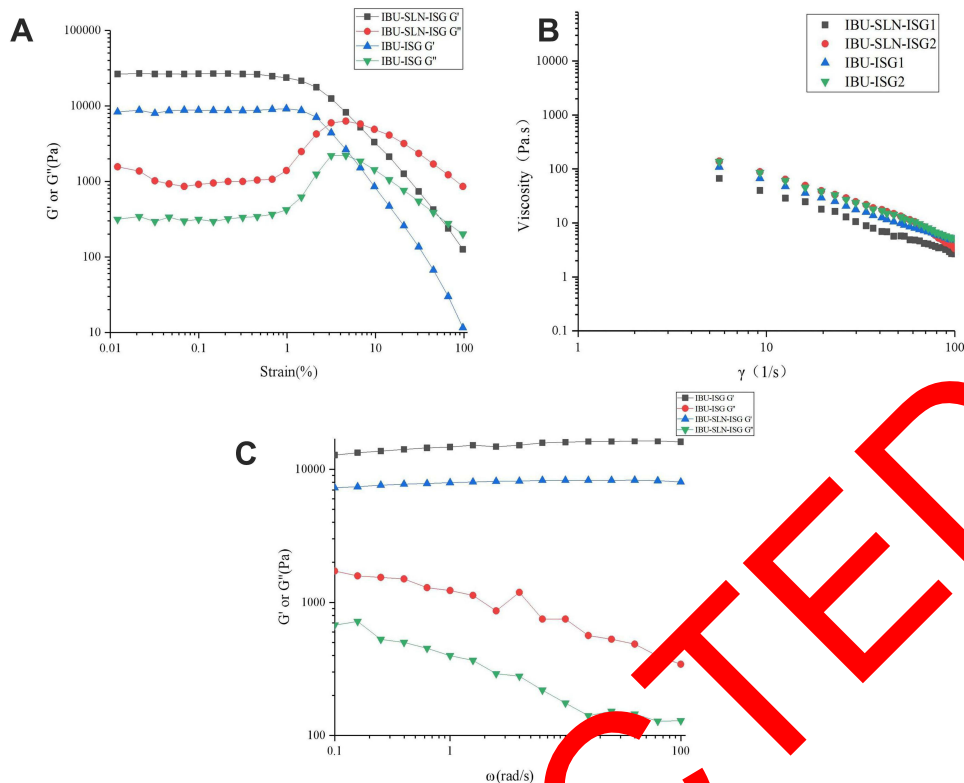 A
IBU-SLN-ISG G'
IBU-SLN-ISG G"
IBU-ISG G'
IBU-ISG G"
100000
10000
1000
100
10
G' or G"(Pa)
0.01
0.1
1
10
100
Strain(%)
B
IBU-SLN-ISG1
IBU-SLN-ISG2
IBU-ISG1
IBU-ISG2
10000
1000
100
10
1
0.1
Viscosity（Pa.s）
1
10
100
γ（1/s）
C
IBU-ISG G'
IBU-ISG G"
IBU-SLN-ISG G'
IBU-SLN-ISG G"
10000
1000
100
G' or G"(Pa)
0.1
1
100
ω(rad/s)
CTED